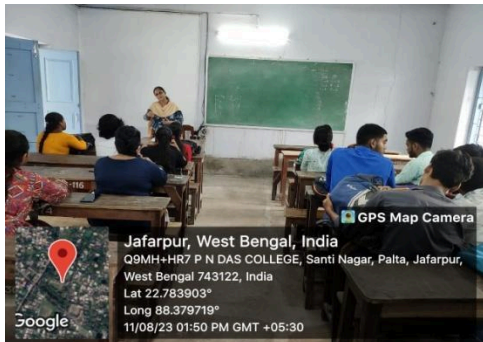 -116
GPS Map Camera
Jafarpur, West Bengal, India
Q9MH+HR7 P N DAS COLLEGE, Santi Nagar, Palta, Jafarpur,
West Bengal 743122, India
Lat 22.783903°
Long 88.379719°
11/08/23 01:50 PM GMT +05:30
Google